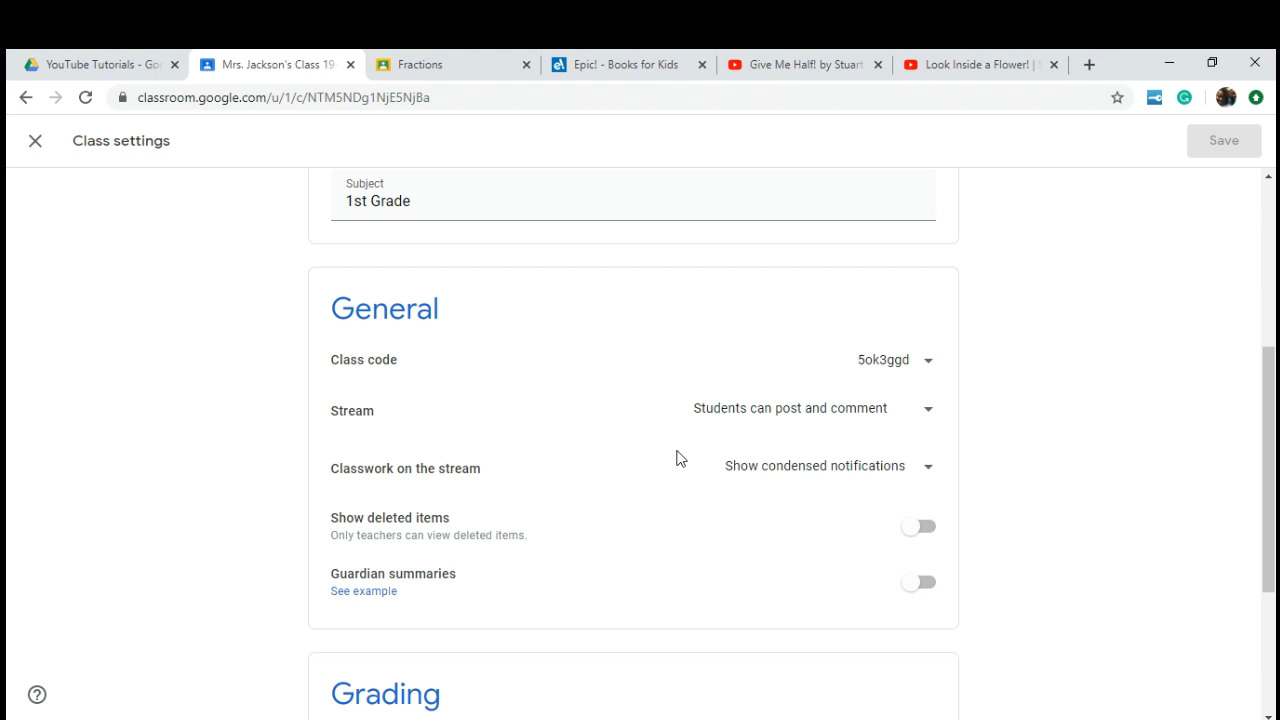 YouTube Tutorials - Goo
Mrs. Jackson's Class 19
Fractions
Epic! - Books for Kids
Give Me Half! by Stuart
Look Inside a Flower! |
classroom.google.com/u/1/c/NTM5NDg1NjE5NjBa
Class settings
Save
Subject
1st Grade
General
Class code
5ok3ggd
Stream
Students can post and comment
Classwork on the stream
Show condensed notifications
Show deleted items
Only teachers can view deleted items.
Guardian summaries
See example
Grading